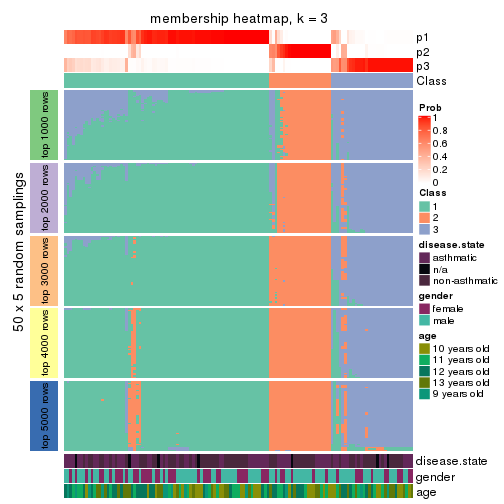 membership heatmap, k = 3
p1
p2
p3
Class
50 x 5 random samplings
top 1000 rows
top 2000 rows
top 3000 rows
top 4000 rows
top 5000 rows
disease.state
gender
age
Prob
1
0.8
0.6
0.4
0.2
0
Class
1
2
3
disease.state
asthmatic
n/a
non-asthmatic
gender
female
male
age
10 years old
11 years old
12 years old
13 years old
9 years old